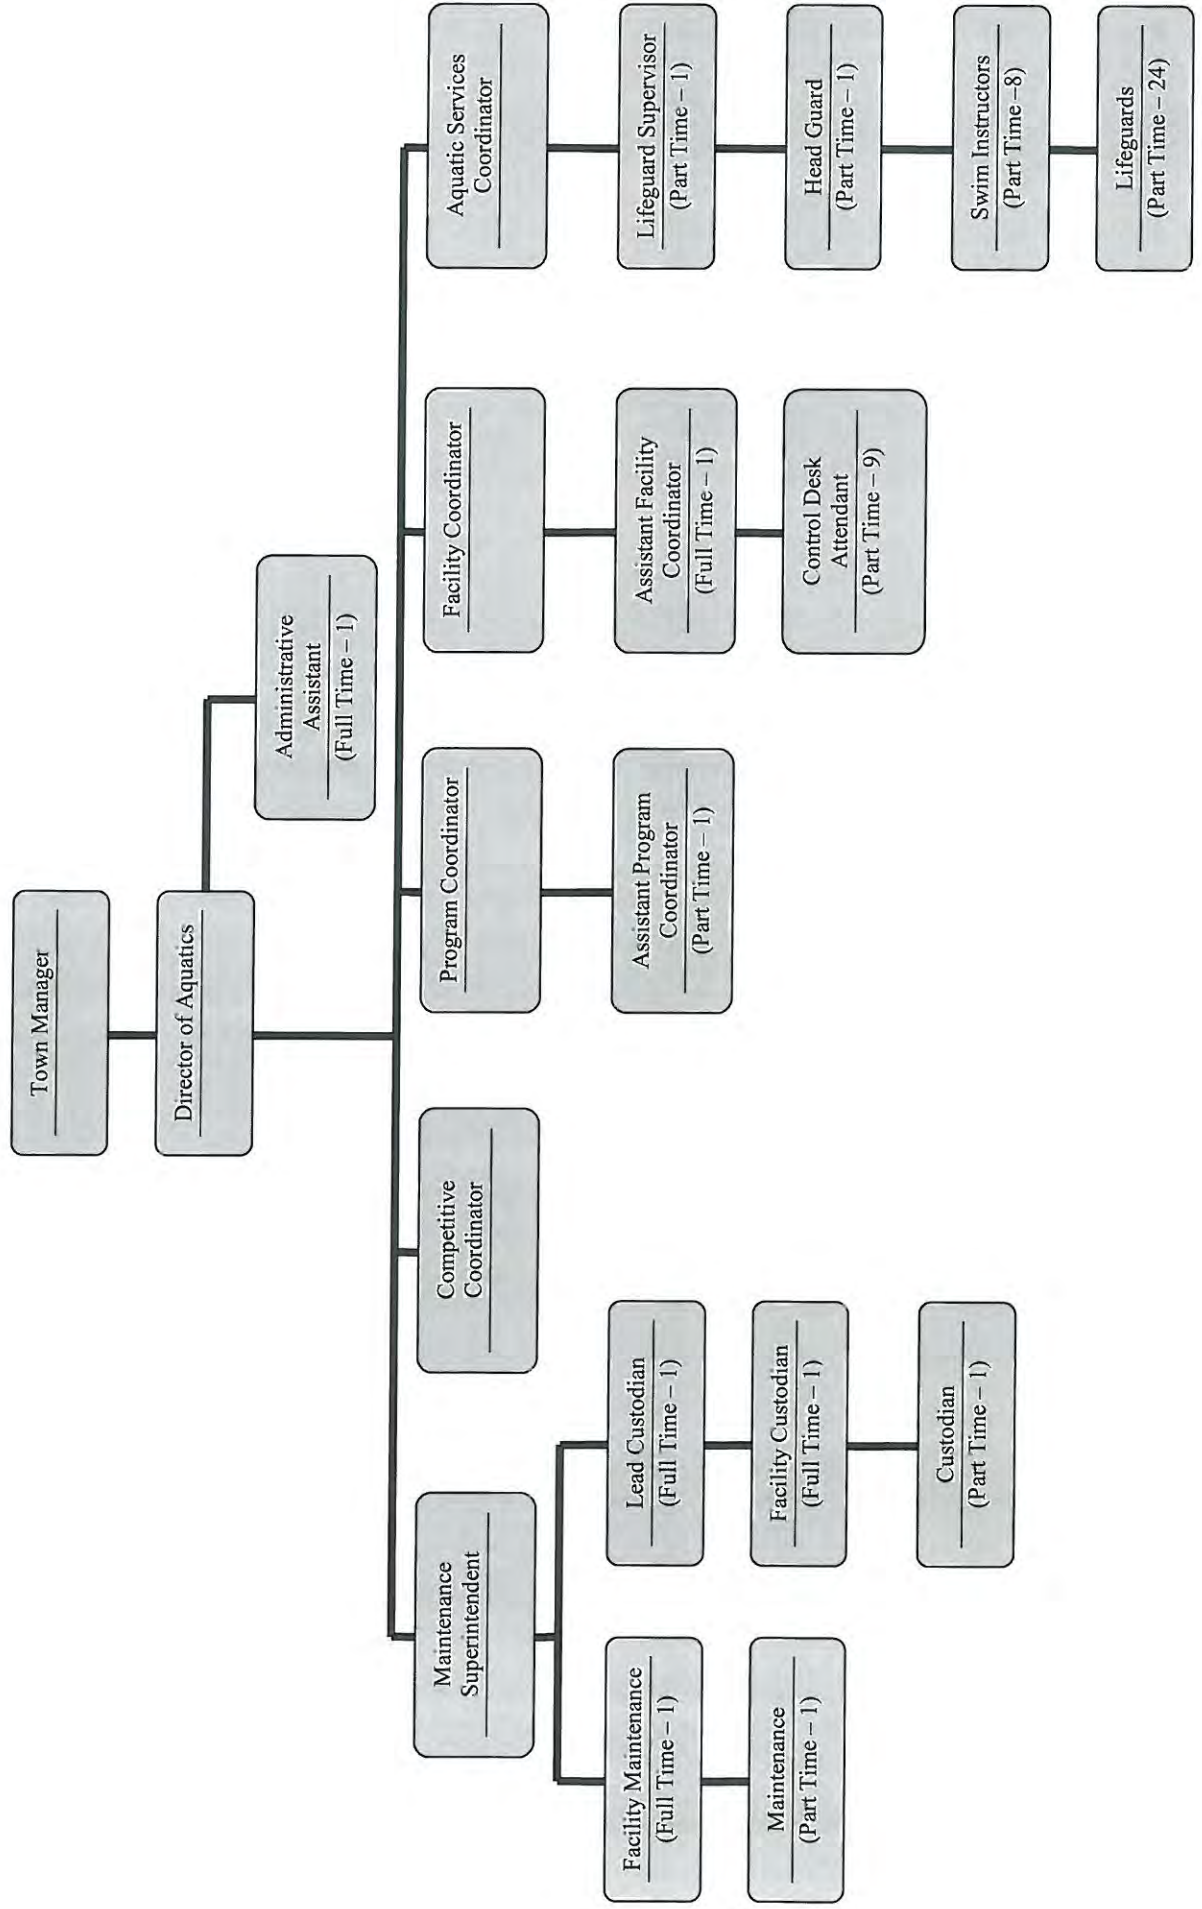 Town Manager
Director of Aquatics
Administrative
Assistant
(Full Time – 1)
Maintenance
Superintendent
Competitive
Coordinator
Program Coordinator
Facility Coordinator
Aquatic Services
Coordinator
Facility Maintenance
(Full Time – 1)
Maintenance
(Part Time – 1)
Lead Custodian
(Full Time – 1)
Facility Custodian
(Full Time – 1)
Custodian
(Part Time – 1)
Assistant Program
Coordinator
(Part Time – 1)
Assistant Facility
Coordinator
(Full Time – 1)
Control Desk
Attendant
(Part Time – 9)
Lifeguard Supervisor
(Part Time – 1)
Head Guard
(Part Time – 1)
Swim Instructors
(Part Time –8)
Lifeguards
(Part Time – 24)